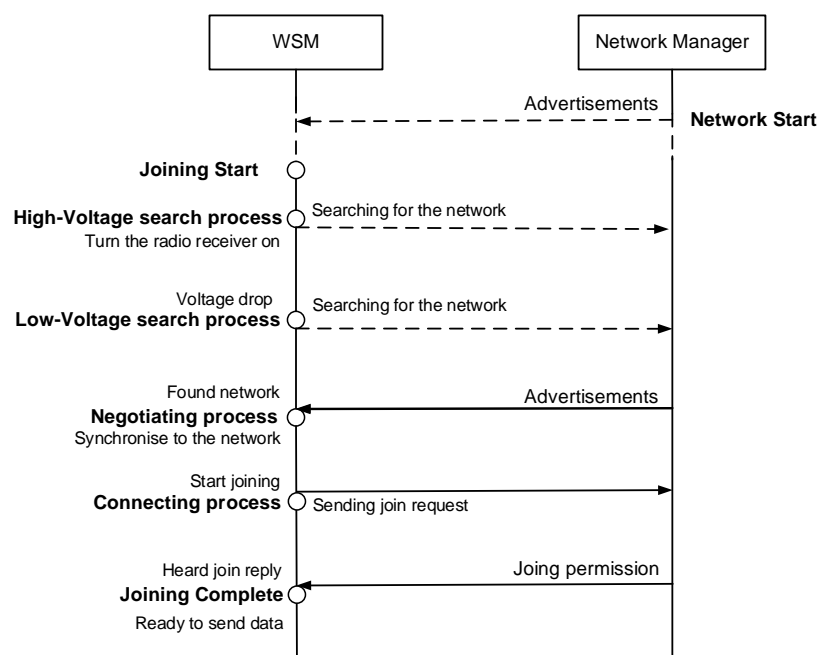 WSM
Network Manager
Advertisements
Network Start
Joining Start
High-Voltage search process
Searching for the network
Turn the radio receiver on
Voltage drop
Searching for the network
Low-Voltage search process
Found network
Advertisements
Negotiating process
Synchronise to the network
Start joining
Connecting process
Sending join request
Heard join reply
Joing permission
Joining Complete
Ready to send data